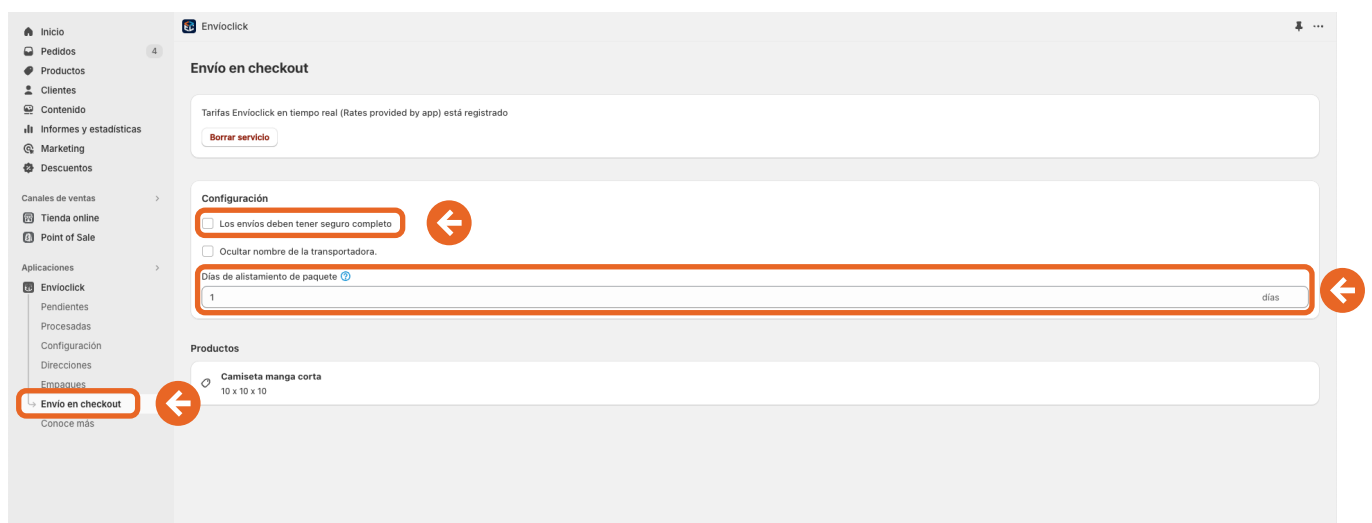 Inicio
Pedidos 4
Productos
Clientes
Contenido
Informes y estadísticas
Marketing
Descuentos
Canales de ventas
Tienda online
Point of Sale
Aplicaciones
Envíoclick
Pendientes
Procesadas
Configuración
Direcciones
Empaques
Envío en checkout
Conoce más
Envíoclick
Envío en checkout
Tarifas Envíoclick en tiempo real (Rates provided by app) está registrado
Borrar servicio
Configuración
Los envíos deben tener seguro completo
Ocultar nombre de la transportadora.
Días de alistamiento de paquete
1 días
Productos
Camiseta manga corta
10 x 10 x 10